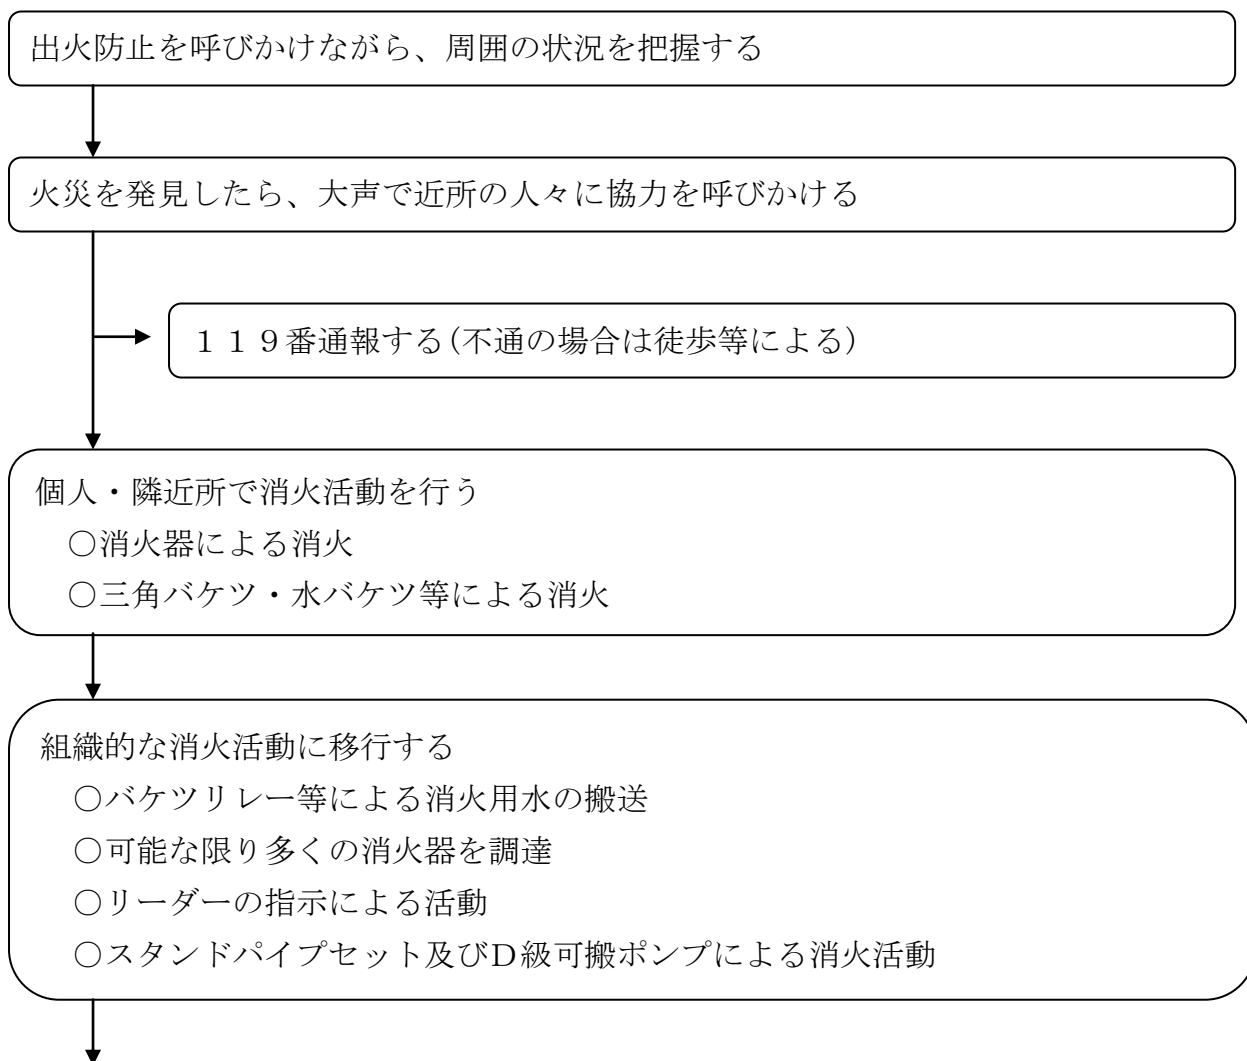 出火防止を呼びかけながら、周囲の状況を把握する
火災を発見したら、大声で近所の人々に協力を呼びかける
１１９番通報する(不通の場合は徒歩等による)
個人・隣近所で消火活動を行う
○消火器による消火
○三角バケツ・水バケツ等による消火
組織的な消火活動に移行する
○バケツリレー等による消火用水の搬送
○可能な限り多くの消火器を調達
○リーダーの指示による活動
○スタンドパイプセット及びＤ級可搬ポンプによる消火活動